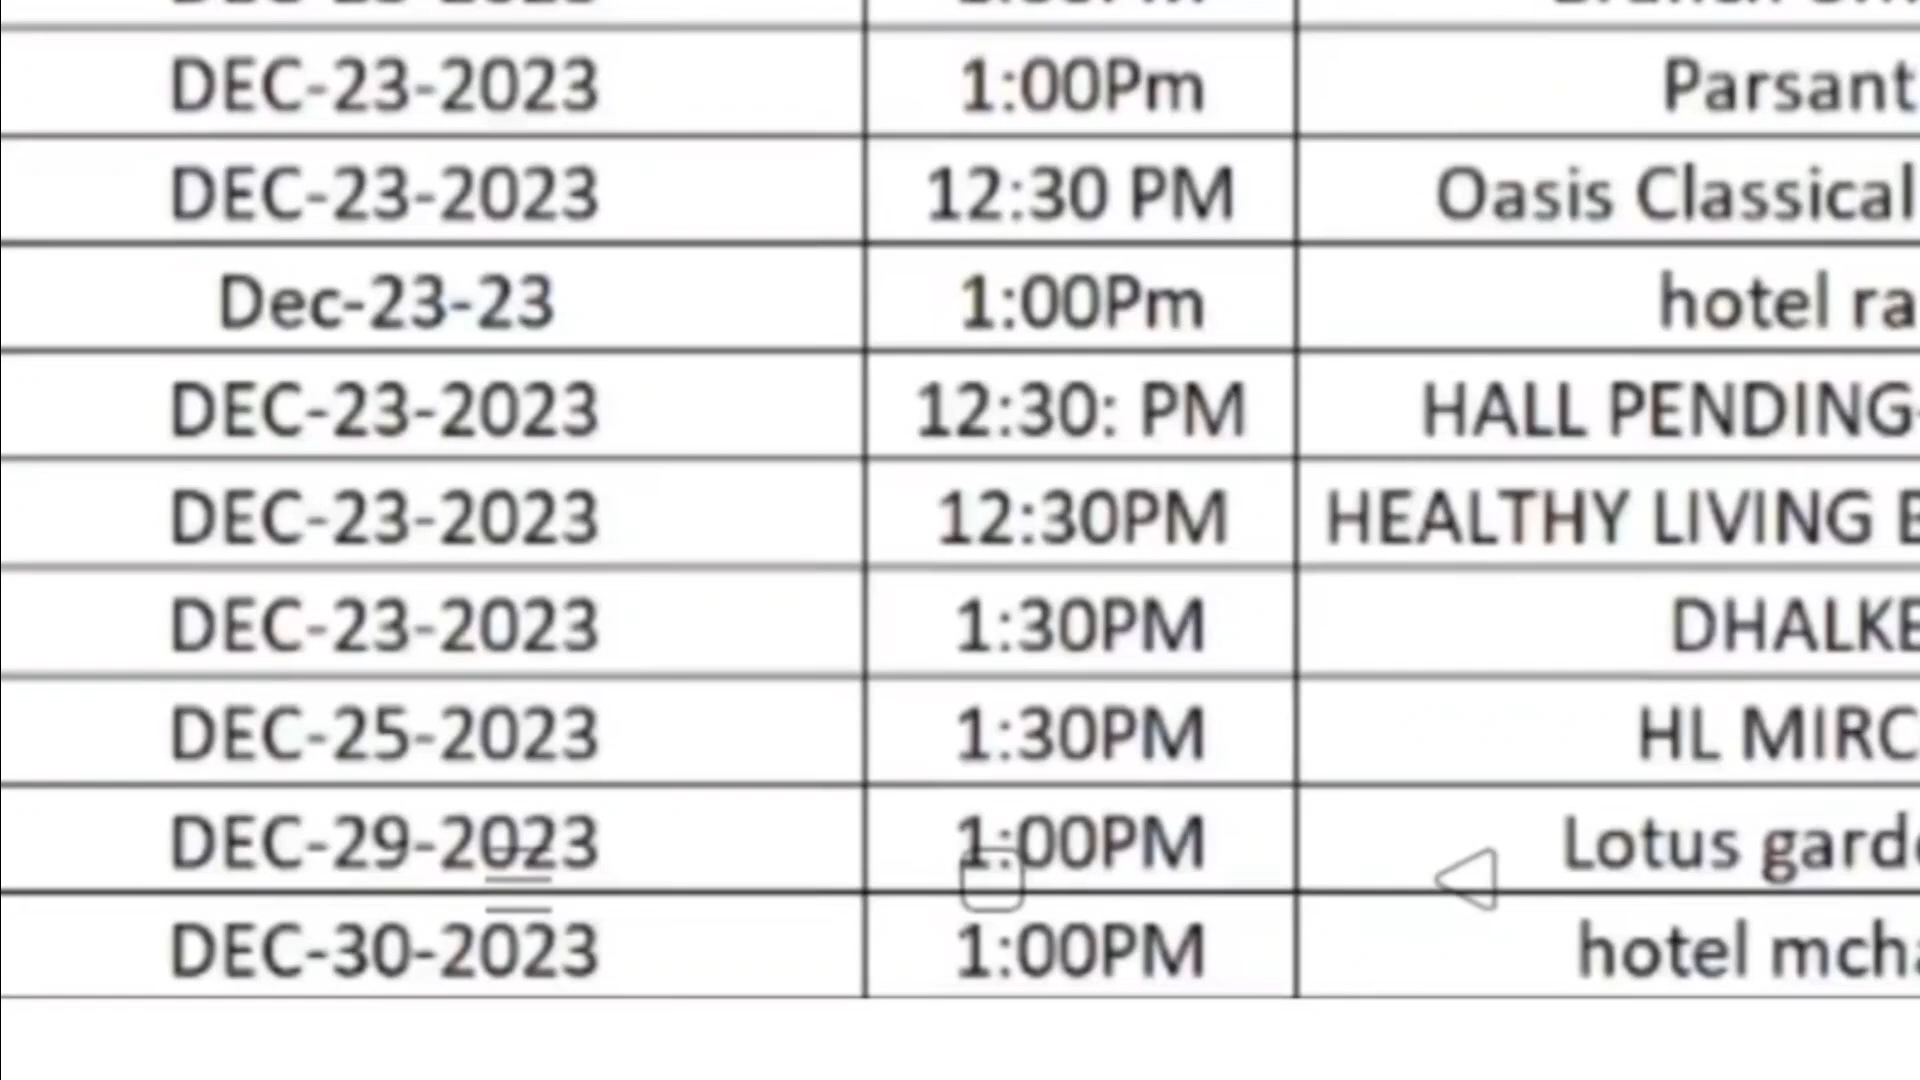 DEC-23-2023 1:00Pm Parsant
DEC-23-2023 12:30 PM Oasis Classical
Dec-23-23 1:00Pm hotel ra
DEC-23-2023 12:30: PM HALL PENDING-
DEC-23-2023 12:30PM HEALTHY LIVING
DEC-23-2023 1:30PM DHALKE
DEC-25-2023 1:30PM HL MIRC
DEC-29-2023 1:00PM Lotus garde
DEC-30-2023 1:00PM hotel mcha